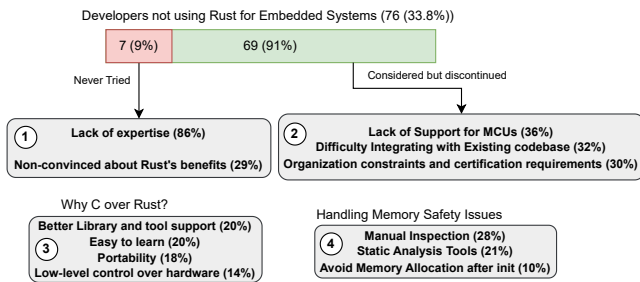 Developers not using Rust for Embedded Systems (76 (33.8%))
7 (9%)
69 (91%)
Never Tried
Considered but discontinued
1
Lack of expertise (86%)
Non-convinced about Rust's benefits (29%)
2
Lack of Support for MCUs (36%)
Difficulty Integrating with Existing codebase (32%)
Organization constraints and certification requirements (30%)
Why C over Rust?
Better Library and tool support (20%)
3
Easy to learn (20%)
Portability (18%)
Low-level control over hardware (14%)
Handling Memory Safety Issues
4
Manual Inspection (28%)
Static Analysis Tools (21%)
Avoid Memory Allocation after init (10%)